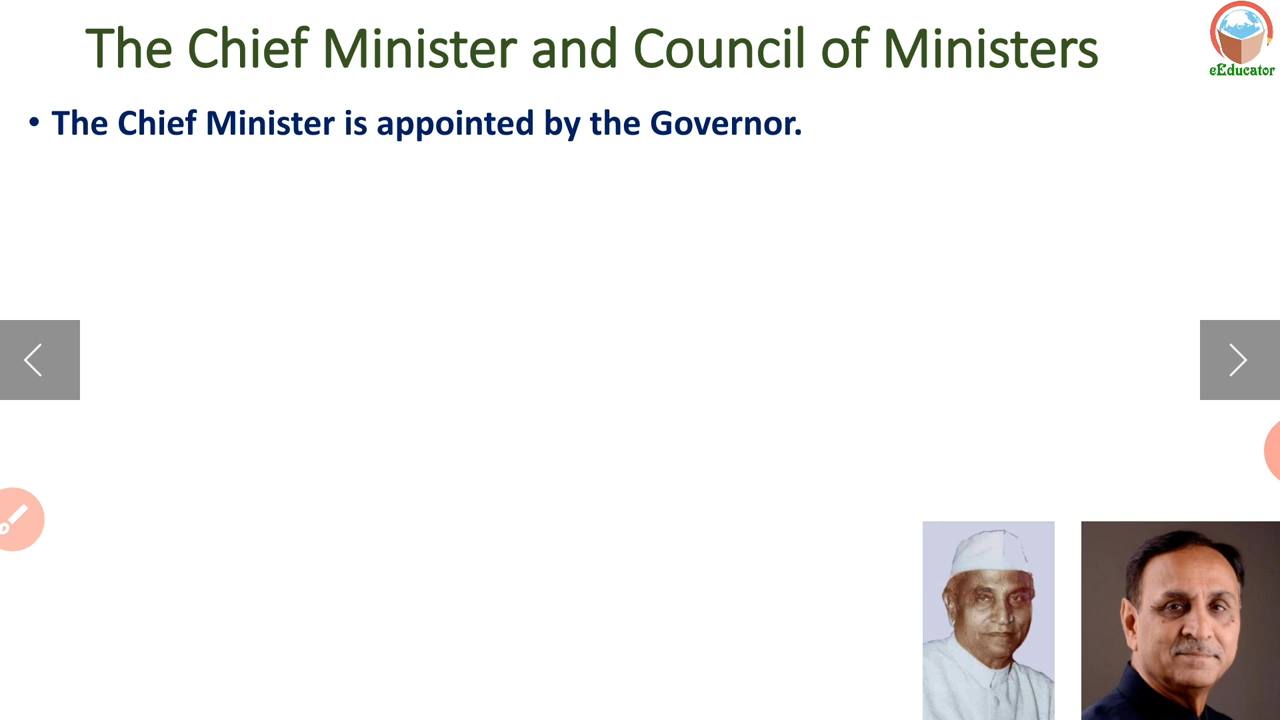 The Chief Minister and Council of Ministers
eEducator
• The Chief Minister is appointed by the Governor.